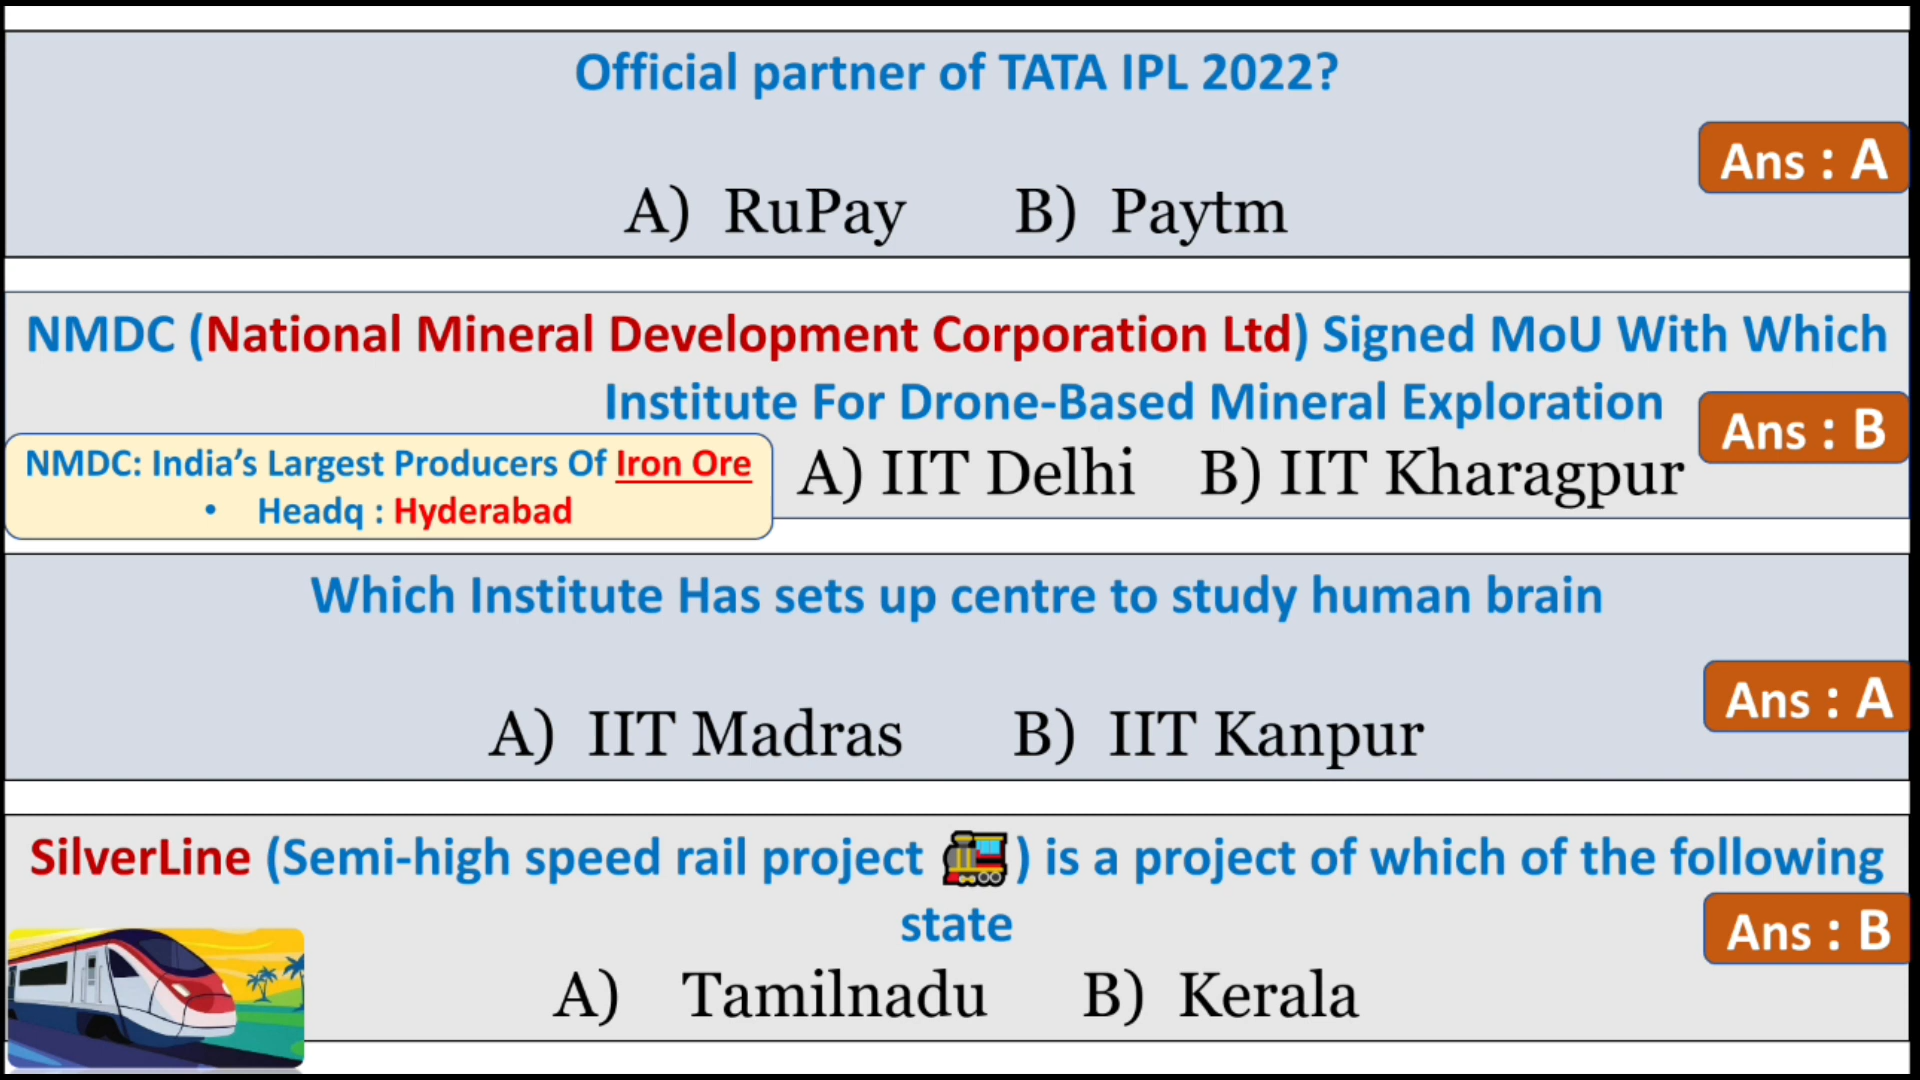 Official partner of TATA IPL 2022?
Ans : A
A) RuPay B) Paytm
NMDC (National Mineral Development Corporation Ltd) Signed MoU With Which
Institute For Drone-Based Mineral Exploration
Ans : B
NMDC: India’s Largest Producers Of Iron Ore
• Headq : Hyderabad
A) IIT Delhi B) IIT Kharagpur
Which Institute Has sets up centre to study human brain
Ans : A
A) IIT Madras B) IIT Kanpur
SilverLine (Semi-high speed rail project 🚂) is a project of which of the following
state
Ans : B
A) Tamilnadu B) Kerala